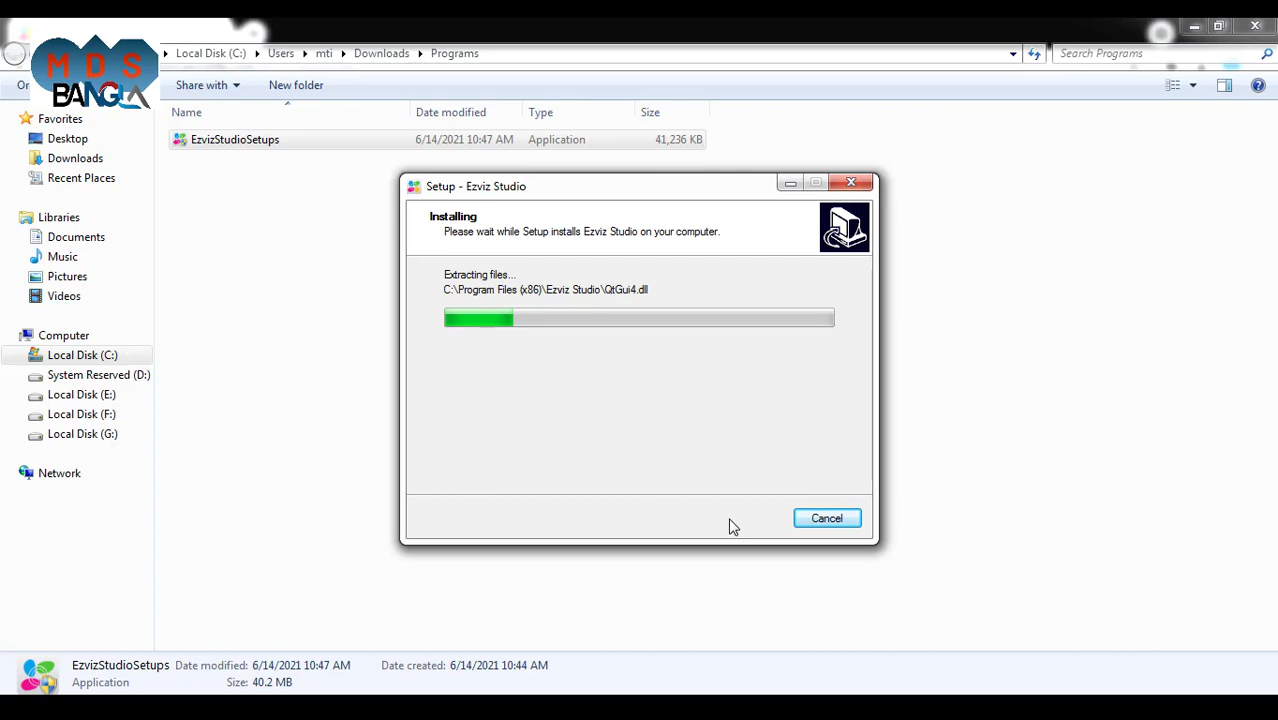 MDS
BANGLA
Local Disk (C:) Users mti Downloads Programs
Search Programs
Share with New folder
Name Date modified Type Size
EzvizStudioSetups 6/14/2021 10:47 AM Application 41,236 KB
Favorites
Desktop
Downloads
Recent Places
Libraries
Documents
Music
Pictures
Videos
Computer
Local Disk (C:)
System Reserved (D:)
Local Disk (E:)
Local Disk (F:)
Local Disk (G:)
Network
Setup - Ezviz Studio
Installing
Please wait while Setup installs Ezviz Studio on your computer.
Extracting files...
C:\Program Files (x86)\Ezviz Studio\QtGui4.dll
Cancel
EzvizStudioSetups Date modified: 6/14/2021 10:47 AM Date created: 6/14/2021 10:44 AM
Application Size: 40.2 MB